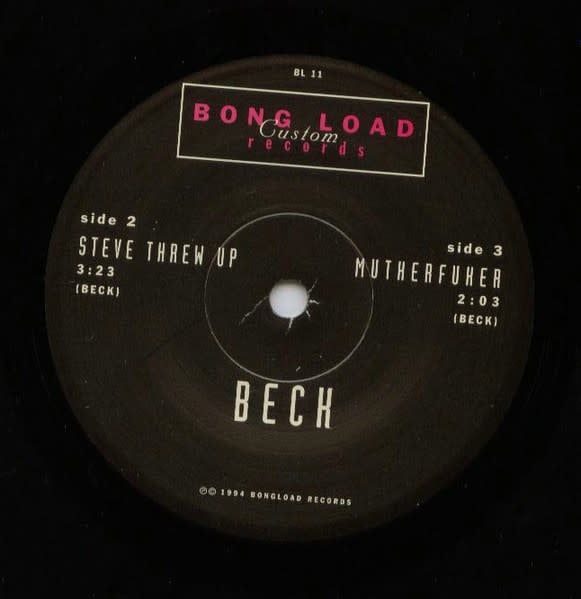 BL 11
BONG LOAD
Custom
records
side 2
STEVE THREW UP
3:23
(BECK)
side 3
MUTHERFUKER
2:03
(BECK)
BECK
℗© 1994 BONGLOAD RECORDS